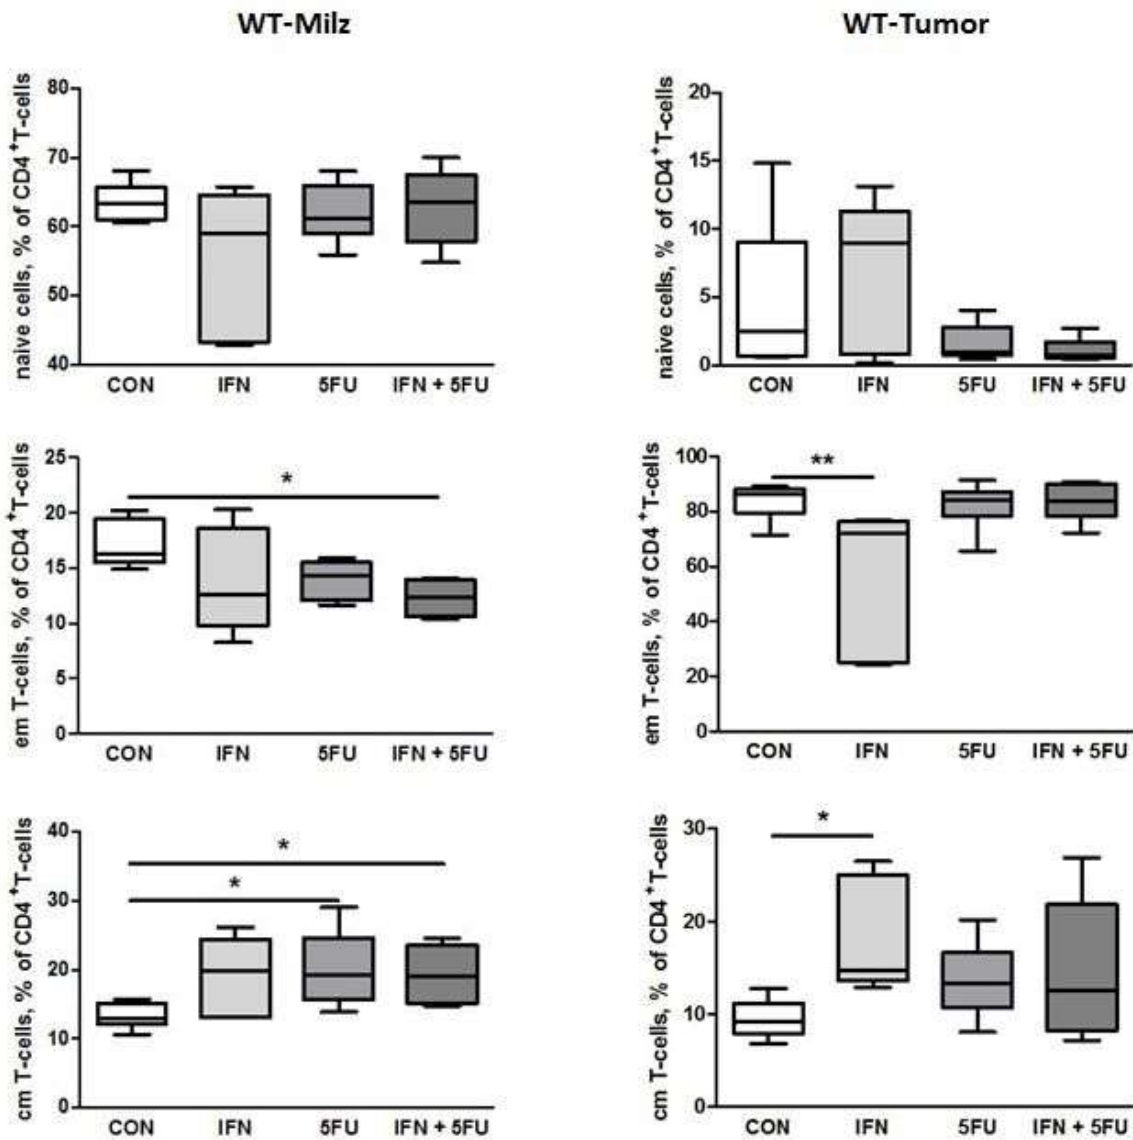 WT-Milz
WT-Tumor
naive cells, % of CD4 ⁺T-cells
80
70
60
50
40
CON IFN 5FU IFN + 5FU
naive cells, % of CD4 ⁺T-cells
20
15
10
5
0
CON IFN 5FU IFN + 5FU
em T-cells, % of CD4 ⁺T-cells
25
20
15
10
5
0
*
CON IFN 5FU IFN + 5FU
em T-cells, % of CD4 ⁺T-cells
100
80
60
40
20
0
**
CON IFN 5FU IFN + 5FU
cm T-cells, % of CD4 ⁺T-cells
40
30
20
10
0
*
*
CON IFN 5FU IFN + 5FU
cm T-cells, % of CD4 ⁺T-cells
30
20
10
0
*
CON IFN 5FU IFN + 5FU